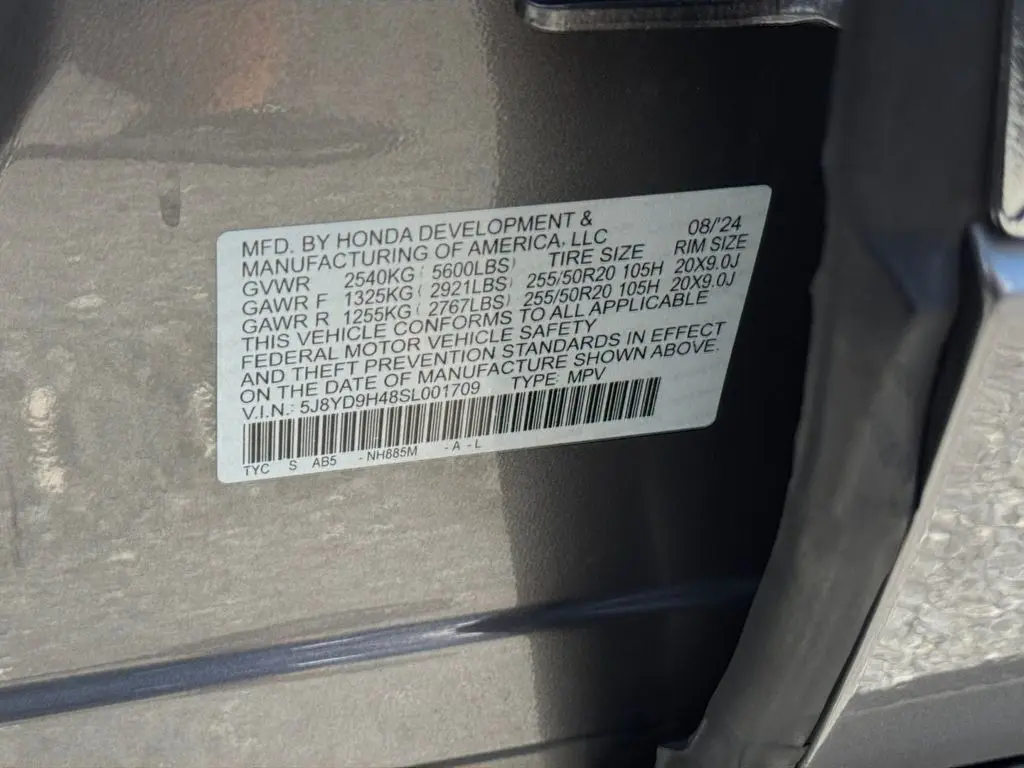 MFD. BY HONDA DEVELOPMENT & 08/'24
MANUFACTURING OF AMERICA, LLC
GVWR 2540KG ( 5600LBS) TIRE SIZE RIM SIZE
GAWR F 1325KG ( 2921LBS) 255/50R20 105H 20X9.0J
GAWR R 1255KG ( 2767LBS) 255/50R20 105H 20X9.0J
THIS VEHICLE CONFORMS TO ALL APPLICABLE
FEDERAL MOTOR VEHICLE SAFETY
AND THEFT PREVENTION STANDARDS IN EFFECT
ON THE DATE OF MANUFACTURE SHOWN ABOVE.
V.I.N.: 5J8YD9H48SL001709 TYPE: MPV
TYC S AB5 -NH885M -A -L